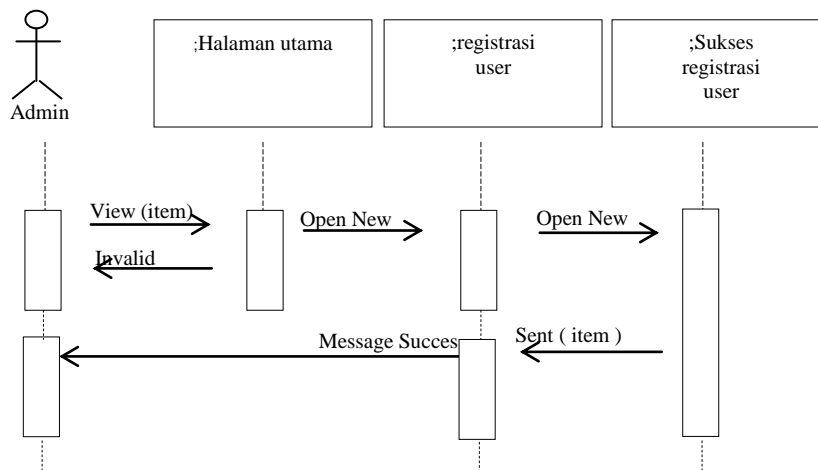 ;Halaman utama
;registrasi
user
;Sukses
registrasi
user
Admin
View (item)
Open New
Open New
Invalid
Message Succes
Sent ( item )